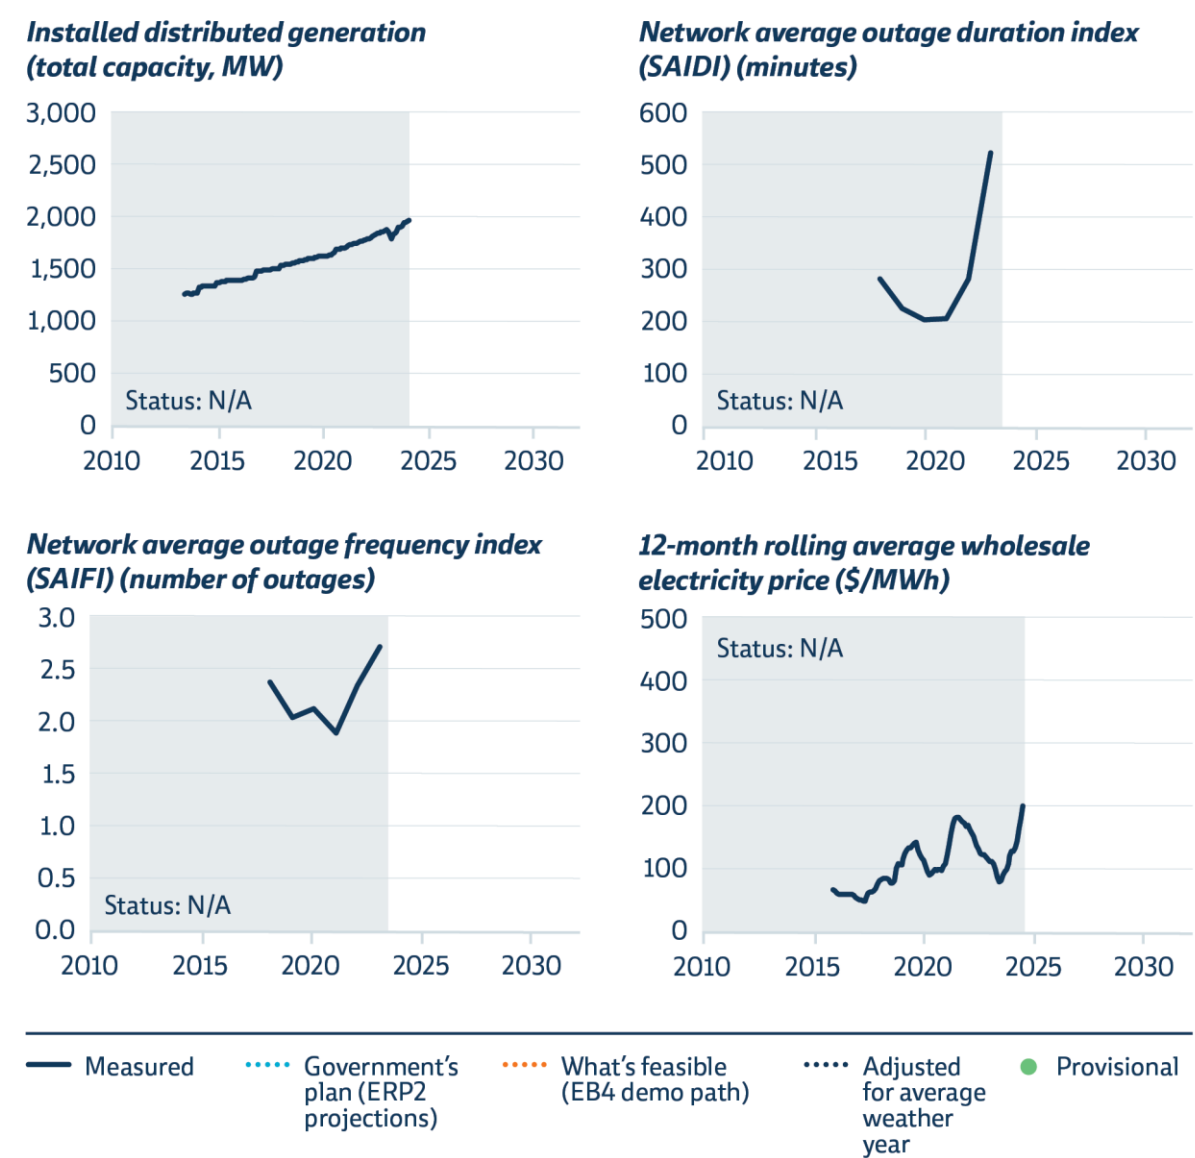 Installed distributed generation
(total capacity, MW)
3,000
2,500
2,000
1,500
1,000
500
0
Status: N/A
2010 2015 2020 2025 2030
Network average outage duration index
(SAIDI) (minutes)
600
500
400
300
200
100
0
Status: N/A
2010 2015 2020 2025 2030
Network average outage frequency index
(SAIFI) (number of outages)
3.0
2.5
2.0
1.5
1.0
0.5
0.0
Status: N/A
2010 2015 2020 2025 2030
12-month rolling average wholesale
electricity price ($/MWh)
500
400
300
200
100
0
Status: N/A
2010 2015 2020 2025 2030
Measured
Government's
plan (ERP2
projections)
What's feasible
(EB4 demo path)
Adjusted
for average
weather
year
Provisional